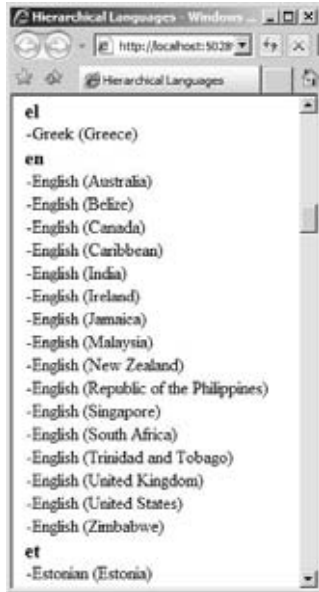 Hierarchical Languages - Windows ...
http://localhost:5028
Hierarchical Languages
el
-Greek (Greece)
en
-English (Australia)
-English (Belize)
-English (Canada)
-English (Caribbean)
-English (India)
-English (Ireland)
-English (Jamaica)
-English (Malaysia)
-English (New Zealand)
-English (Republic of the Philippines)
-English (Singapore)
-English (South Africa)
-English (Trinidad and Tobago)
-English (United Kingdom)
-English (United States)
-English (Zimbabwe)
et
-Estonian (Estonia)